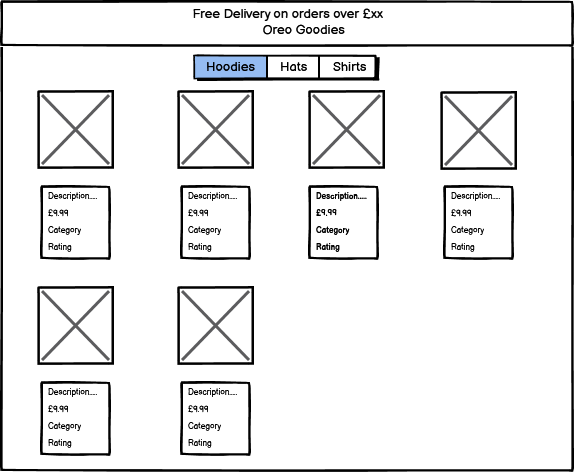 Free Delivery on orders over £xx
Oreo Goodies
Hoodies Hats Shirts
Description....
£9.99
Category
Rating
Description....
£9.99
Category
Rating
Description....
£9.99
Category
Rating
Description....
£9.99
Category
Rating
Description....
£9.99
Category
Rating
Description....
£9.99
Category
Rating